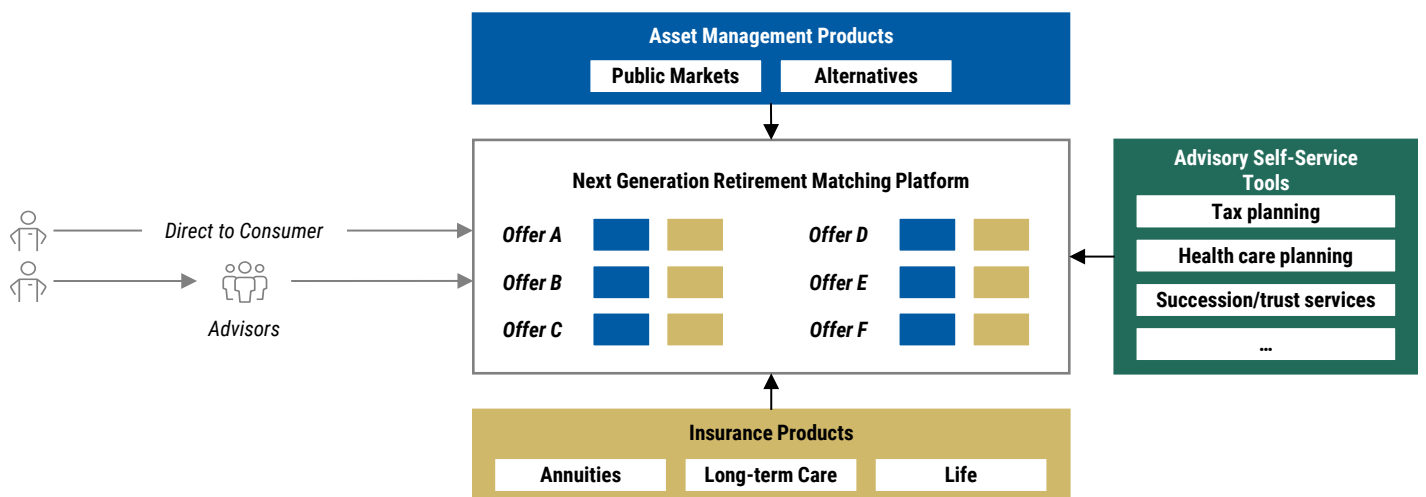 Asset Management Products
Public Markets
Alternatives
Next Generation Retirement Matching Platform
Direct to Consumer
Advisors
Offer A
Offer B
Offer C
Offer D
Offer E
Offer F
Advisory Self-Service
Tools
Tax planning
Health care planning
Succession/trust services
...
Insurance Products
Annuities
Long-term Care
Life